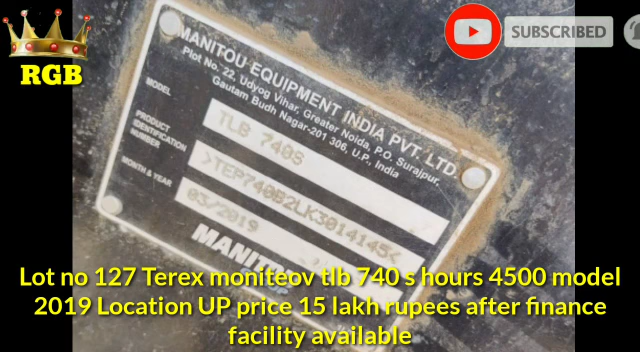 RGB
SUBSCRIBED
MANITOU EQUIPMENT INDIA PVT. LTD.
Plot No. 22, Udyog Vihar, Greater Noida, P.O. Surajpur,
Gautam Budh Nagar-201 306, U.P., India
MODEL
TLB 740S
PRODUCT
IDENTIFICATION
NUMBER
>TEP740B2LK3014145<
MONTH & YEAR
03/2019
Lot no 127 Terex moniteov tlb 740 s hours 4500 model
2019 Location UP price 15 lakh rupees after finance
facility available